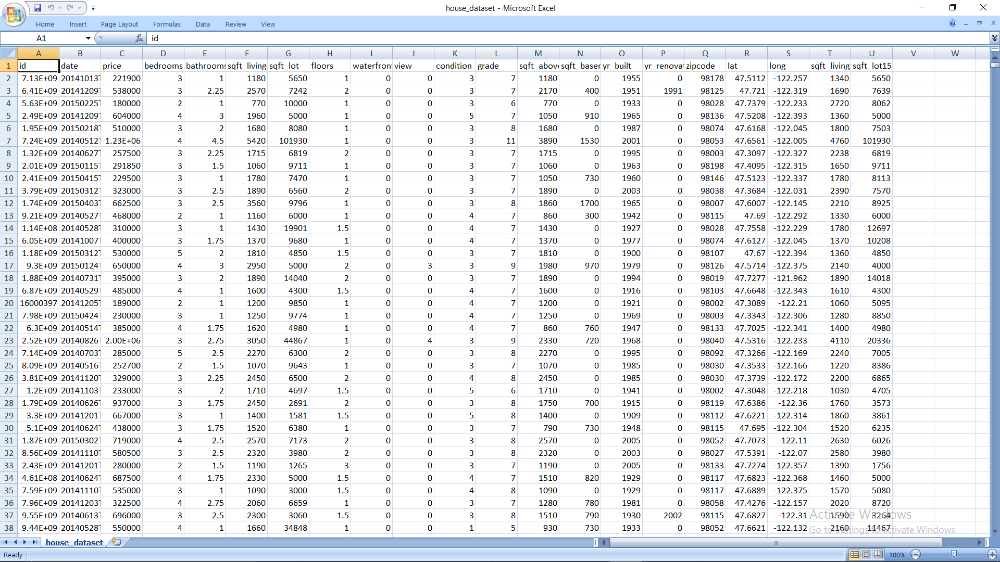 house_dataset - Microsoft Excel
Home Insert Page Layout Formulas Data Review View
A1 fx id
A B C D E F G H I J K L M N O P Q R S T U V W
1 id date price bedrooms bathrooms sqft_living sqft_lot floors waterfront view condition grade sqft_above sqft_baser yr_built yr_renovat zipcode lat long sqft_living sqft_lot15
2 7.13E+09 20141013T 221900 3 1 1180 5650 1 0 0 3 7 1180 0 1955 0 98178 47.5112 -122.257 1340 5650
3 6.41E+09 20141209T 538000 3 2.25 2570 7242 2 0 0 3 7 2170 400 1951 1991 98125 47.721 -122.319 1690 7639
4 5.63E+09 20150225T 180000 2 1 770 10000 1 0 0 3 6 770 0 1933 0 98028 47.7379 -122.233 2720 8062
5 2.49E+09 20141209T 604000 4 3 1960 5000 1 0 0 5 7 1050 910 1965 0 98136 47.5208 -122.393 1360 5000
6 1.95E+09 20150218T 510000 3 2 1680 8080 1 0 0 3 8 1680 0 1987 0 98074 47.6168 -122.045 1800 7503
7 7.24E+09 20140512T 1.23E+06 4 4.5 5420 101930 1 0 0 3 11 3890 1530 2001 0 98053 47.6561 -122.005 4760 101930
8 1.32E+09 20140627T 257500 3 2.25 1715 6819 2 0 0 3 7 1715 0 1995 0 98003 47.3097 -122.327 2238 6819
9 2.01E+09 20150115T 291850 3 1.5 1060 9711 1 0 0 3 7 1060 0 1963 0 98198 47.4095 -122.315 1650 9711
10 2.41E+09 20150415T 229500 3 1 1780 7470 1 0 0 3 7 1050 730 1960 0 98146 47.5123 -122.337 1780 8113
11 3.79E+09 20150312T 323000 3 2.5 1890 6560 2 0 0 3 7 1890 0 2003 0 98038 47.3684 -122.031 2390 7570
12 1.74E+09 20150403T 662500 3 2.5 3560 9796 1 0 0 3 8 1860 1700 1965 0 98007 47.6007 -122.145 2210 8925
13 9.21E+09 20140527T 468000 2 1 1160 6000 1 0 0 4 7 860 300 1942 0 98115 47.69 -122.292 1330 6000
14 1.14E+08 20140528T 310000 3 1 1430 19901 1.5 0 0 4 7 1430 0 1927 0 98028 47.7558 -122.229 1780 12697
15 6.05E+09 20141007T 400000 3 1.75 1370 9680 1 0 0 4 7 1370 0 1977 0 98074 47.6127 -122.045 1370 10208
16 1.18E+09 20150312T 530000 5 2 1810 4850 1.5 0 0 3 7 1810 0 1900 0 98107 47.67 -122.394 1360 4850
17 9.3E+09 20150124T 650000 4 3 2950 5000 2 0 3 3 9 1980 970 1979 0 98126 47.5714 -122.375 2140 4000
18 1.88E+09 20140731T 395000 3 2 1890 14040 2 0 0 3 7 1890 0 1994 0 98019 47.7277 -121.962 1890 14018
19 6.87E+09 20140529T 485000 4 1 1600 4300 1.5 0 0 4 7 1600 0 1916 0 98103 47.6648 -122.343 1610 4300
20 16000397 20141205T 189000 2 1 1200 9850 1 0 0 4 7 1200 0 1921 0 98002 47.3089 -122.21 1060 5095
21 7.98E+09 20150424T 230000 3 1 1250 9774 1 0 0 4 7 1250 0 1969 0 98003 47.3343 -122.306 1280 8850
22 6.3E+09 20140514T 385000 4 1.75 1620 4980 1 0 0 4 7 860 760 1947 0 98133 47.7025 -122.341 1400 4980
23 2.52E+09 20140826T 2.00E+06 3 2.75 3050 44867 1 0 4 3 9 2330 720 1968 0 98040 47.5316 -122.233 4110 20336
24 7.14E+09 20140703T 285000 5 2.5 2270 6300 2 0 0 3 8 2270 0 1995 0 98092 47.3266 -122.169 2240 7005
25 8.09E+09 20140516T 252700 2 1.5 1070 9643 1 0 0 3 7 1070 0 1985 0 98030 47.3533 -122.166 1220 8386
26 3.81E+09 20141120T 329000 3 2.25 2450 6500 2 0 0 4 8 2450 0 1985 0 98030 47.3739 -122.172 2200 6865
27 1.2E+09 20141103T 233000 3 2 1710 4697 1.5 0 0 5 6 1710 0 1941 0 98002 47.3048 -122.218 1030 4705
28 1.79E+09 20140626T 937000 3 1.75 2450 2691 2 0 0 3 8 1750 700 1915 0 98119 47.6386 -122.36 1760 3573
29 3.3E+09 20141201T 667000 3 1 1400 1581 1.5 0 0 5 8 1400 0 1909 0 98112 47.6221 -122.314 1860 3861
30 5.1E+09 20140624T 438000 3 1.75 1520 6380 1 0 0 3 7 790 730 1948 0 98115 47.695 -122.304 1520 6235
31 1.87E+09 20150302T 719000 4 2.5 2570 7173 2 0 0 3 8 2570 0 2005 0 98052 47.7073 -122.11 2630 6026
32 8.56E+09 20141110T 580500 3 2.5 2320 3980 2 0 0 3 8 2320 0 2003 0 98027 47.5391 -122.07 2580 3980
33 2.43E+09 20141201T 280000 2 1.5 1190 1265 3 0 0 3 7 1190 0 2005 0 98133 47.7274 -122.357 1390 1756
34 4.61E+08 20140624T 687500 4 1.75 2330 5000 1.5 0 0 4 7 1510 820 1929 0 98117 47.6823 -122.368 1460 5000
35 7.59E+09 20141110T 535000 3 1 1090 3000 1.5 0 0 4 8 1090 0 1929 0 98117 47.6889 -122.375 1570 5080
36 7.96E+09 20141203T 322500 4 2.75 2060 6659 1 0 0 3 7 1280 780 1981 0 98058 47.4276 -122.157 2020 8720
37 9.55E+09 20140613T 696000 3 2.5 2300 3060 1.5 0 0 3 8 1510 790 1930 2002 98115 47.6827 -122.31 1590 3264
38 9.44E+09 20140528T 550000 4 1 1660 34848 1 0 0 1 5 930 730 1933 0 98052 47.6621 -122.132 2160 11467
Activate Windows
Go to Settings to activate Windows.
house_dataset
Ready 100%